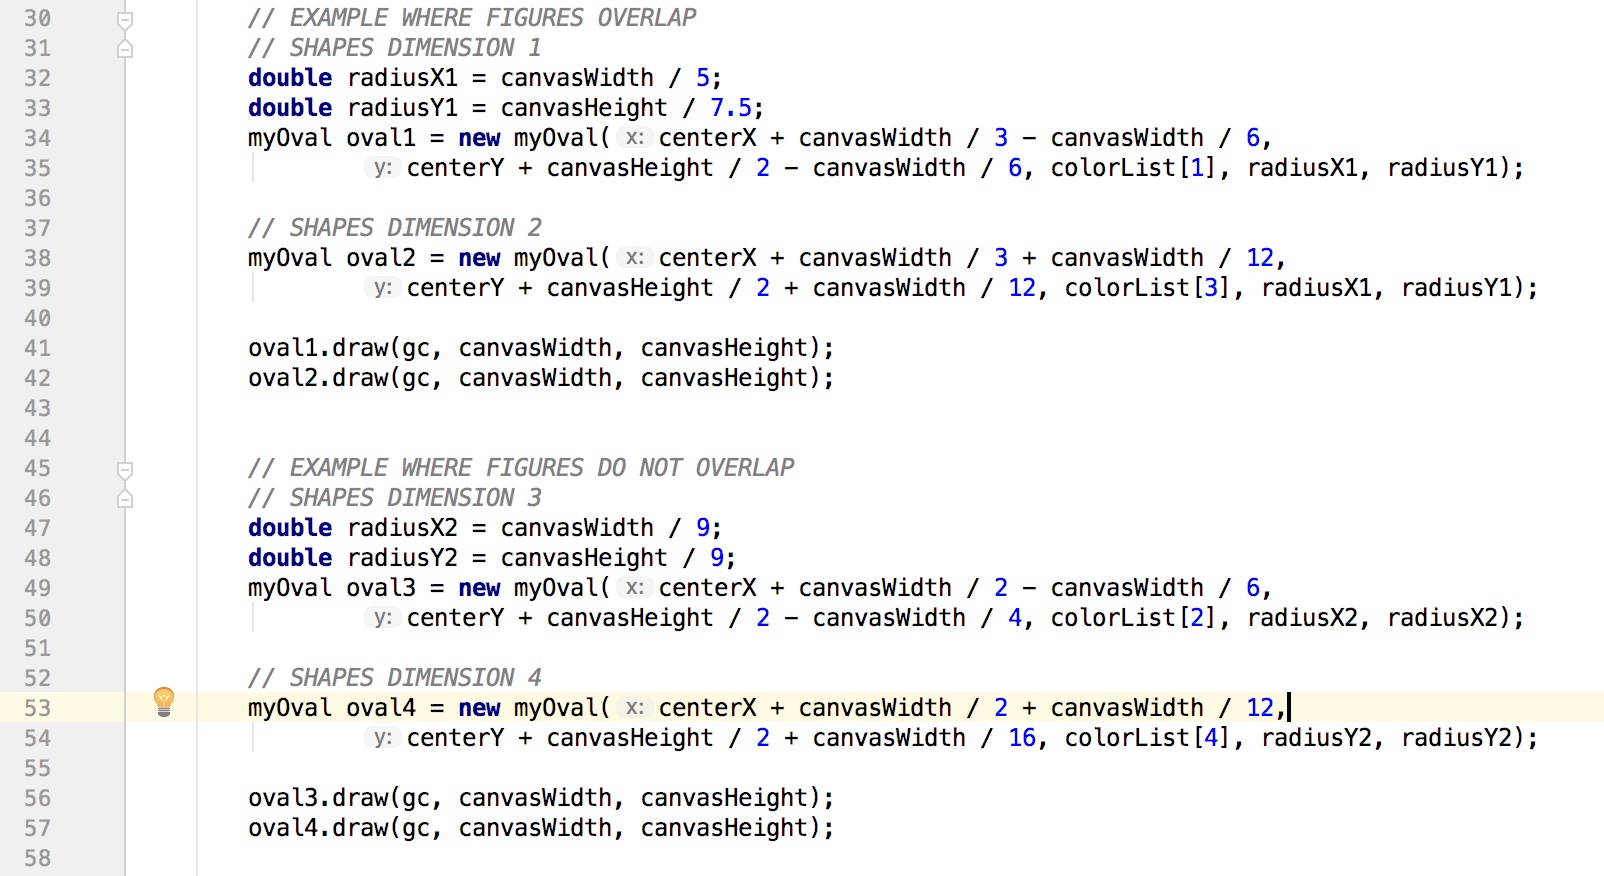 30 // EXAMPLE WHERE FIGURES OVERLAP
31 // SHAPES DIMENSION 1
32 double radiusX1 = canvasWidth / 5;
33 double radiusY1 = canvasHeight / 7.5;
34 myOval oval1 = new myOval( x: centerX + canvasWidth / 3 - canvasWidth / 6,
35 y: centerY + canvasHeight / 2 - canvasWidth / 6, colorList[1], radiusX1, radiusY1);
36
37 // SHAPES DIMENSION 2
38 myOval oval2 = new myOval( x: centerX + canvasWidth / 3 + canvasWidth / 12,
39 y: centerY + canvasHeight / 2 + canvasWidth / 12, colorList[3], radiusX1, radiusY1);
40
41 oval1.draw(gc, canvasWidth, canvasHeight);
42 oval2.draw(gc, canvasWidth, canvasHeight);
43
44
45 // EXAMPLE WHERE FIGURES DO NOT OVERLAP
46 // SHAPES DIMENSION 3
47 double radiusX2 = canvasWidth / 9;
48 double radiusY2 = canvasHeight / 9;
49 myOval oval3 = new myOval( x: centerX + canvasWidth / 2 - canvasWidth / 6,
50 y: centerY + canvasHeight / 2 - canvasWidth / 4, colorList[2], radiusX2, radiusX2);
51
52 // SHAPES DIMENSION 4
53 myOval oval4 = new myOval( x: centerX + canvasWidth / 2 + canvasWidth / 12,
54 y: centerY + canvasHeight / 2 + canvasWidth / 16, colorList[4], radiusY2, radiusY2);
55
56 oval3.draw(gc, canvasWidth, canvasHeight);
57 oval4.draw(gc, canvasWidth, canvasHeight);
58